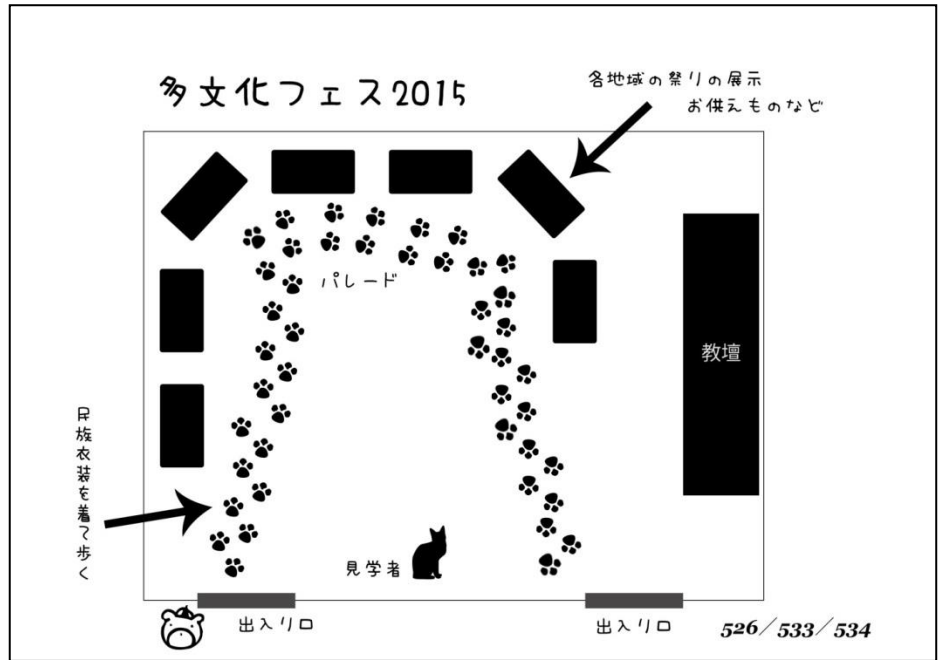 多文化フェス2015
各地域の祭りの展示
お供えものなど
パレード
教壇
民族衣装を着て歩く
見学者
出入り口
出入り口
526/533/534